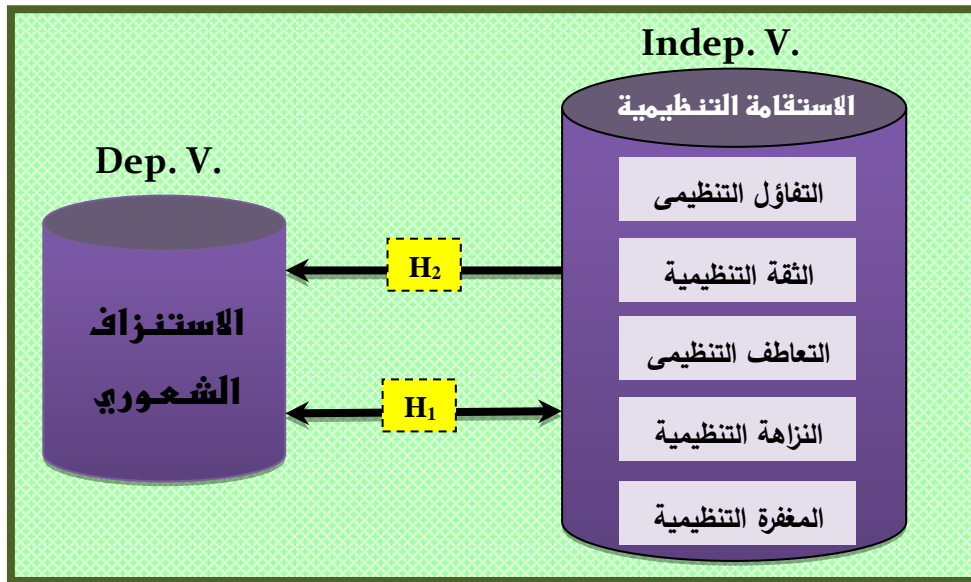 Indep. V.
الاستقامة التنظيمية
التفاؤل التنظيمى
الثقة التنظيمية
التعاطف التنظيمى
النزاهة التنظيمية
المغفرة التنظيمية
H₂
H₁
Dep. V.
الاستنزاف
الشعوري